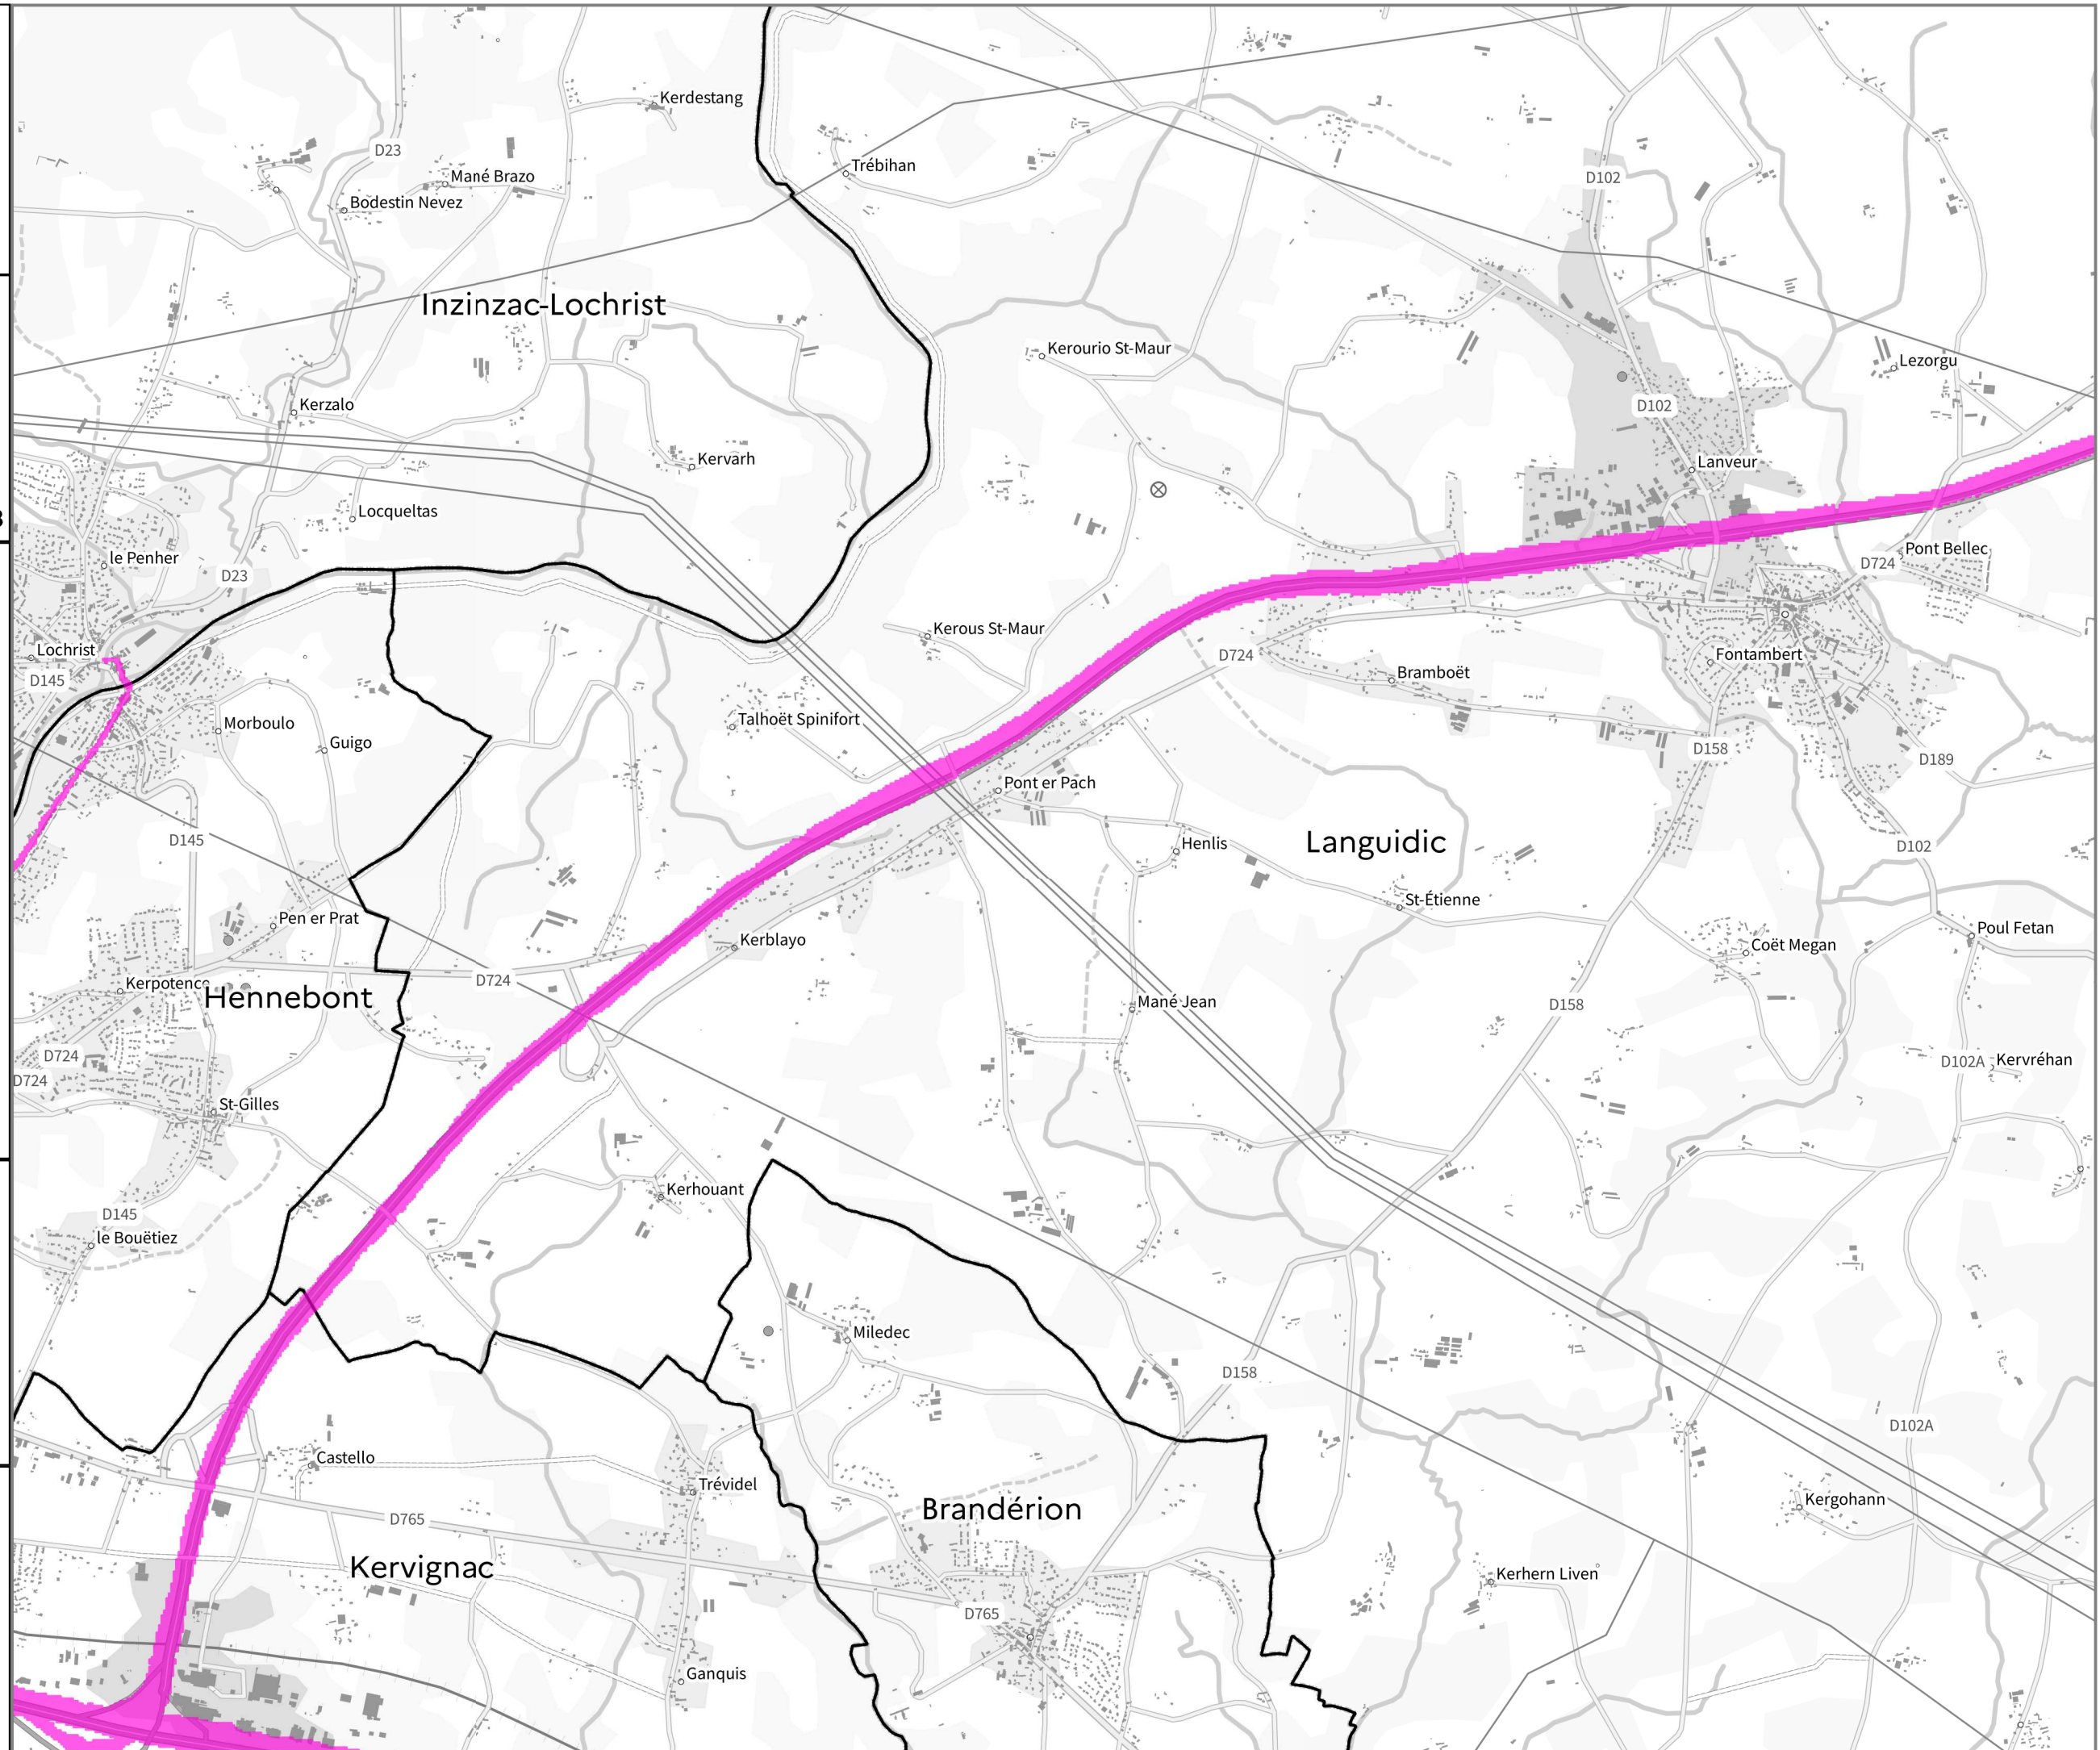 Kerdestang
D23
Trébihan
Mané Brazo
D102
Bodestin Nevez
Inzinzac-Lochrist
Kerourio St-Maur
Lezorgu
Kerzalo
D102
Kervarh
Lanveur
Locqueltas
le Penher
Pont Bellec
D724
D23
Kerous St-Maur
Lochrist
D724
Fontambert
Bramboët
D145
Talhoët Spinifort
Morboulo
Guigo
D158
D189
Pont er Pach
D145
Henlis
Languidic
D102
St-Étienne
Pen er Prat
Poul Fetan
Kerblayo
Coët Megan
D724
Kerpotence
Hennebont
Mané Jean
D158
D724
D102A
Kervréhan
D724
St-Gilles
Kerhouant
D145
le Bouëtiez
Miledec
D158
D102A
Castello
Trévidel
Kergohann
Brandérion
D765
Kervignac
Kerhern Liven
D765
Ganquis